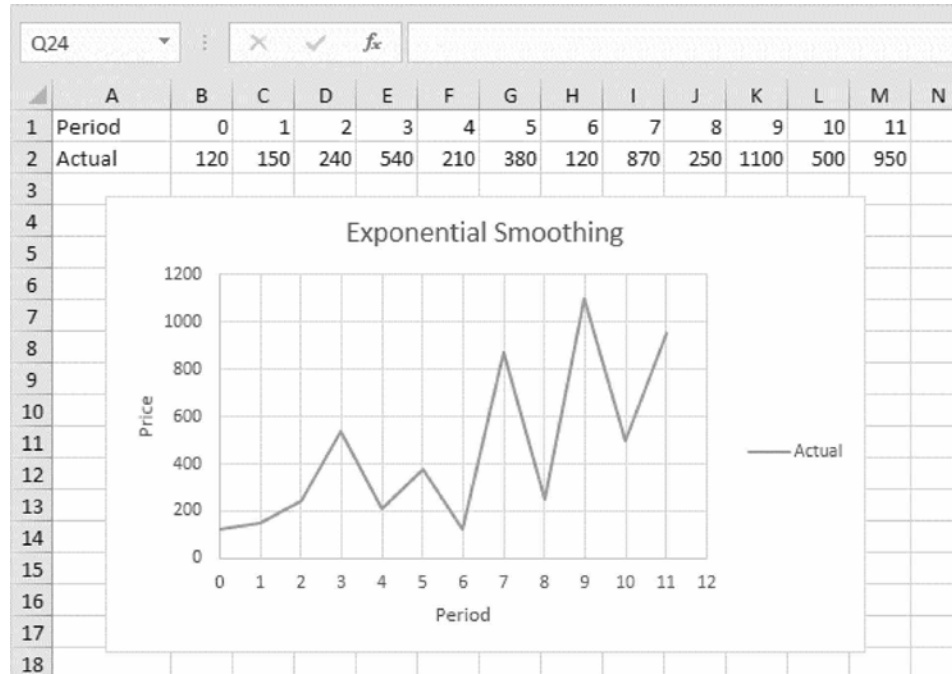 Q24 fx
A B C D E F G H I J K L M N
1 Period 0 1 2 3 4 5 6 7 8 9 10 11
2 Actual 120 150 240 540 210 380 120 870 250 1100 500 950
3
4
5
6
7
8
9
10
11
12
13
14
15
16
17
18
Exponential Smoothing
1200
1000
800
600
400
200
0
Price
0 1 2 3 4 5 6 7 8 9 10 11 12
Period
Actual